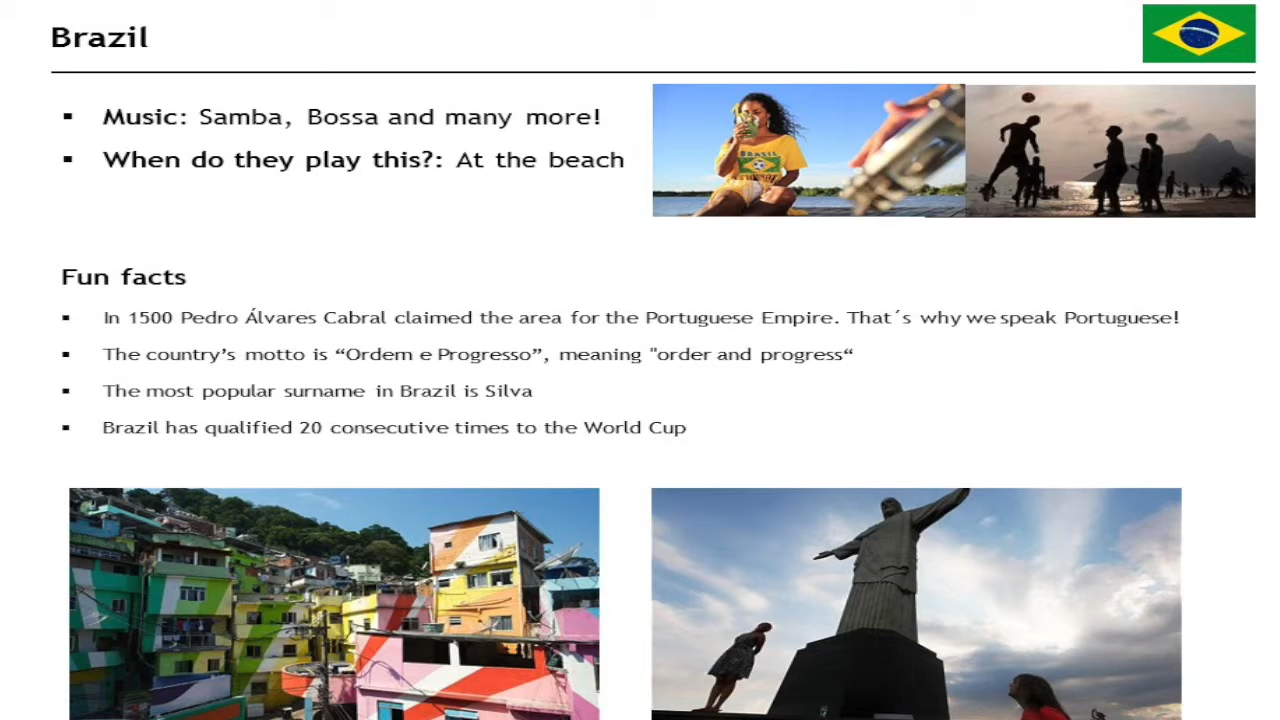 Brazil
Music: Samba, Bossa and many more!
When do they play this?: At the beach
BRASIL
Fun facts
In 1500 Pedro Álvares Cabral claimed the area for the Portuguese Empire. That´s why we speak Portuguese!
The country’s motto is “Ordem e Progresso”, meaning "order and progress“
The most popular surname in Brazil is Silva
Brazil has qualified 20 consecutive times to the World Cup